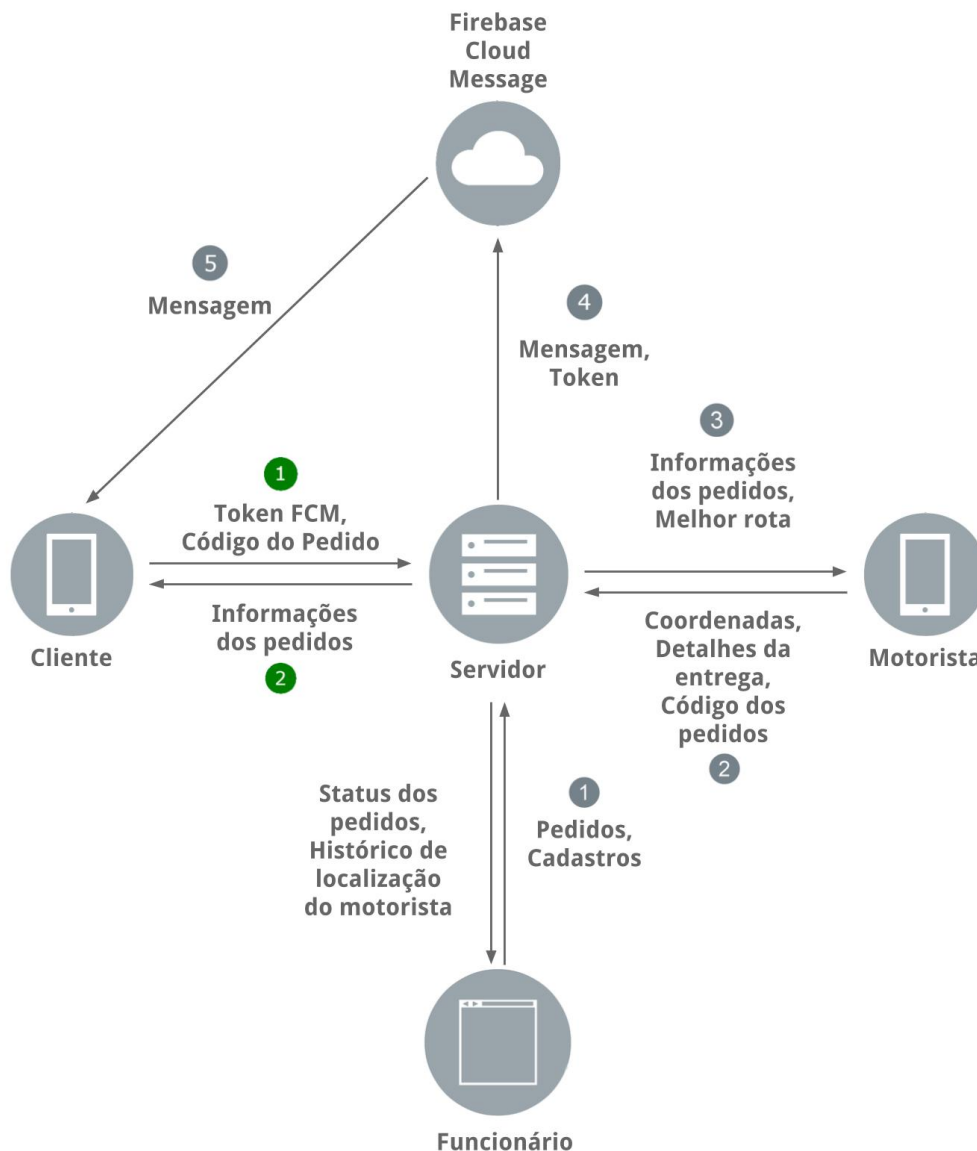 Firebase
Cloud
Message
5
Mensagem
4
Mensagem,
Token
3
Informações
dos pedidos,
Melhor rota
1
Token FCM,
Código do Pedido
Informações
dos pedidos
2
Cliente
Servidor
Motorista
Coordenadas,
Detalhes da
entrega,
Código dos
pedidos
2
Status dos
pedidos,
Histórico de
localização
do motorista
1
Pedidos,
Cadastros
Funcionário